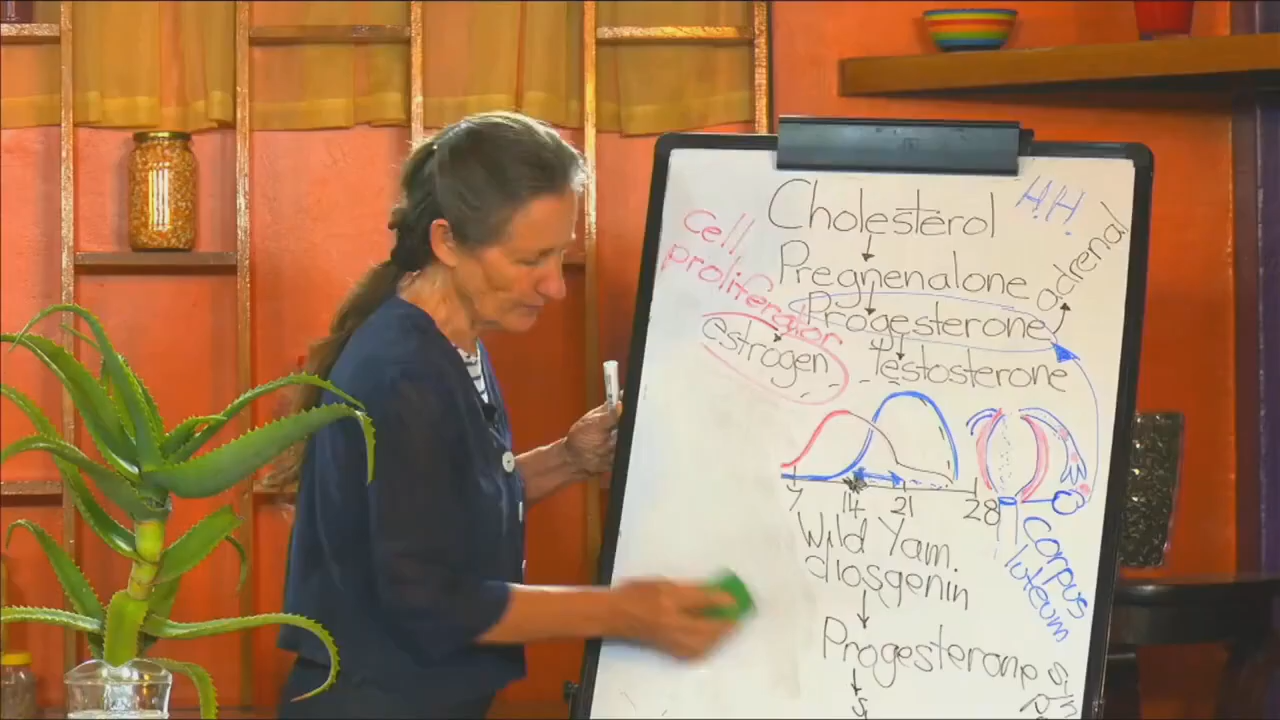 H.H.
Cholesterol
Cell
proliferator
Pregnenalone
adrenal
Progesterone
estrogen
Testosterone
7 14 21 28
Wild Yam.
diosgenin
Corpus
luteum
Progesterone